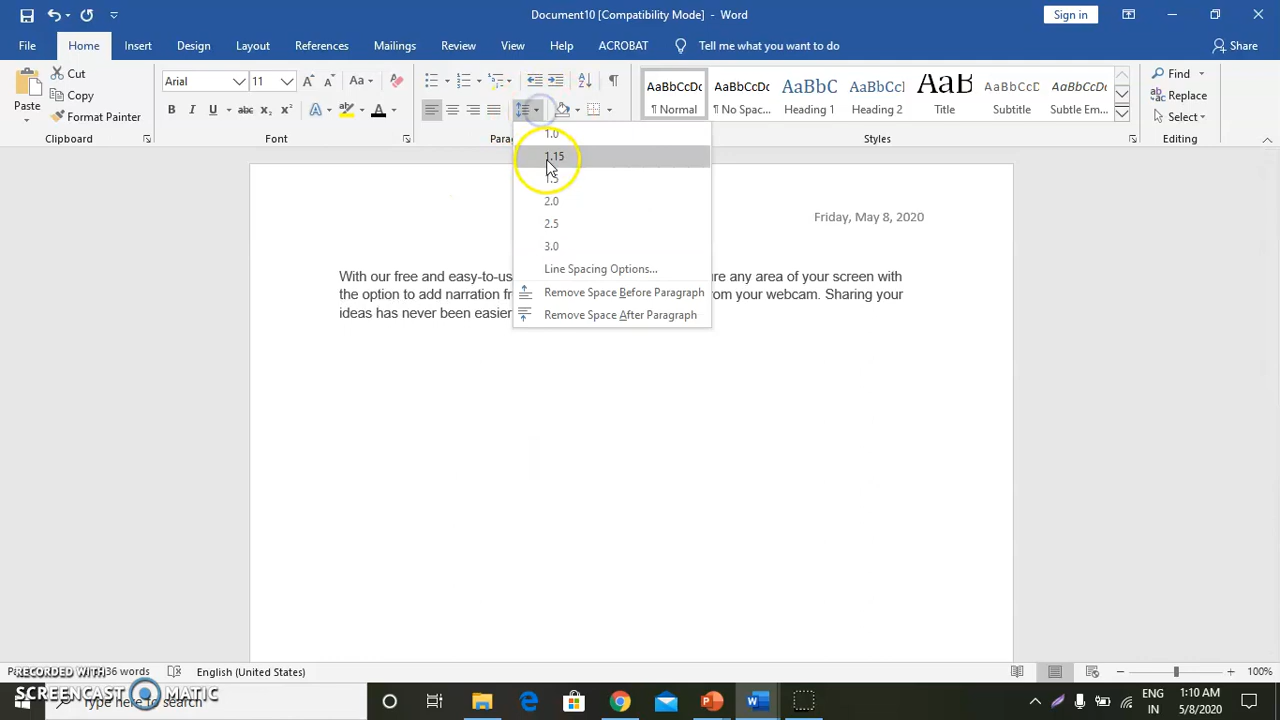 Document10 [Compatibility Mode] - Word
Sign in
File Home Insert Design Layout References Mailings Review View Help ACROBAT Tell me what you want to do Share
Paste
Cut
Copy
Format Painter
Clipboard
Arial 11
Aa
B I U abc
Font
AaBbCcDc
¶ Normal
AaBbCcDc
¶ No Spac...
AaBbC
Heading 1
AaBbCcI
Heading 2
AaB
Title
AaBbCcD
Subtitle
AaBbCcDi
Subtle Em...
Styles
Find
Replace
Select
Editing
1.0
1.15
1.5
2.0
2.5
3.0
Line Spacing Options...
Remove Space Before Paragraph
Remove Space After Paragraph
Friday, May 8, 2020
With our free and easy-to-us any area of your screen with
the option to add narration from your webcam. Sharing your
ideas has never been easier
36 words
English (United States)
100%
RECORDED WITH
SCREENCAST MATIC
Type here to search
ENG
IN
1:10 AM
5/8/2020